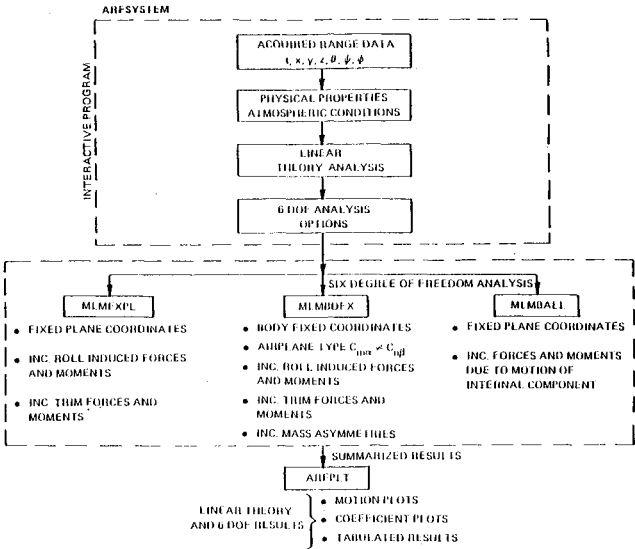 ARFSYSTEM
INTERACTIVE PROGRAM
ACQUIRED RANGE DATA
t, x, y, z, θ, ψ, ϕ
PHYSICAL PROPERTIES
ATMOSPHERIC CONDITIONS
LINEAR
THEORY ANALYSIS
6 DOF ANALYSIS
OPTIONS
SIX DEGREE OF FREEDOM ANALYSIS
MLMFXPL
• FIXED PLANE COORDINATES
• INC. ROLL INDUCED FORCES
AND MOMENTS
• INC TRIM FORCES AND
MOMENTS
MLMBDFX
• BODY FIXED COORDINATES
• AIRPLANE TYPE Cmα ≠ Cnβ
• INC. ROLL INDUCED FORCES
AND MOMENTS
• INC. TRIM FORCES AND
MOMENTS
• INC. MASS ASYMMETRIES
MLMBALL
• FIXED PLANE COORDINATES
• INC. FORCES AND MOMENTS
DUE TO MOTION OF
INTERNAL COMPONENT
SUMMARIZED RESULTS
ARFPLT
LINEAR THEORY
AND 6 DOF RESULTS
• MOTION PLOTS
• COEFFICIENT PLOTS
• TABULATED RESULTS